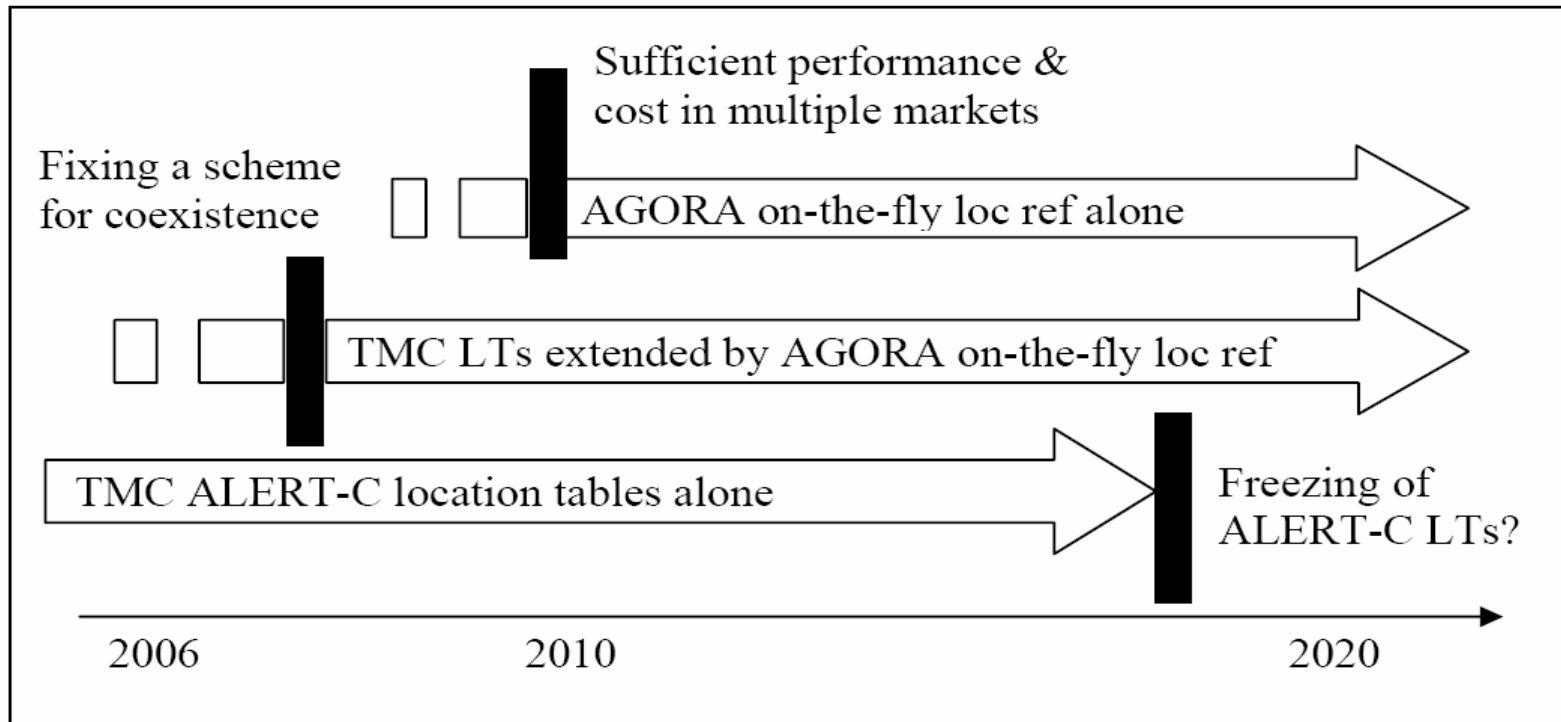 Sufficient performance &
cost in multiple markets
Fixing a scheme
for coexistence
AGORA on-the-fly loc ref alone
TMC LTs extended by AGORA on-the-fly loc ref
TMC ALERT-C location tables alone
Freezing of
ALERT-C LTs?
2006
2010
2020